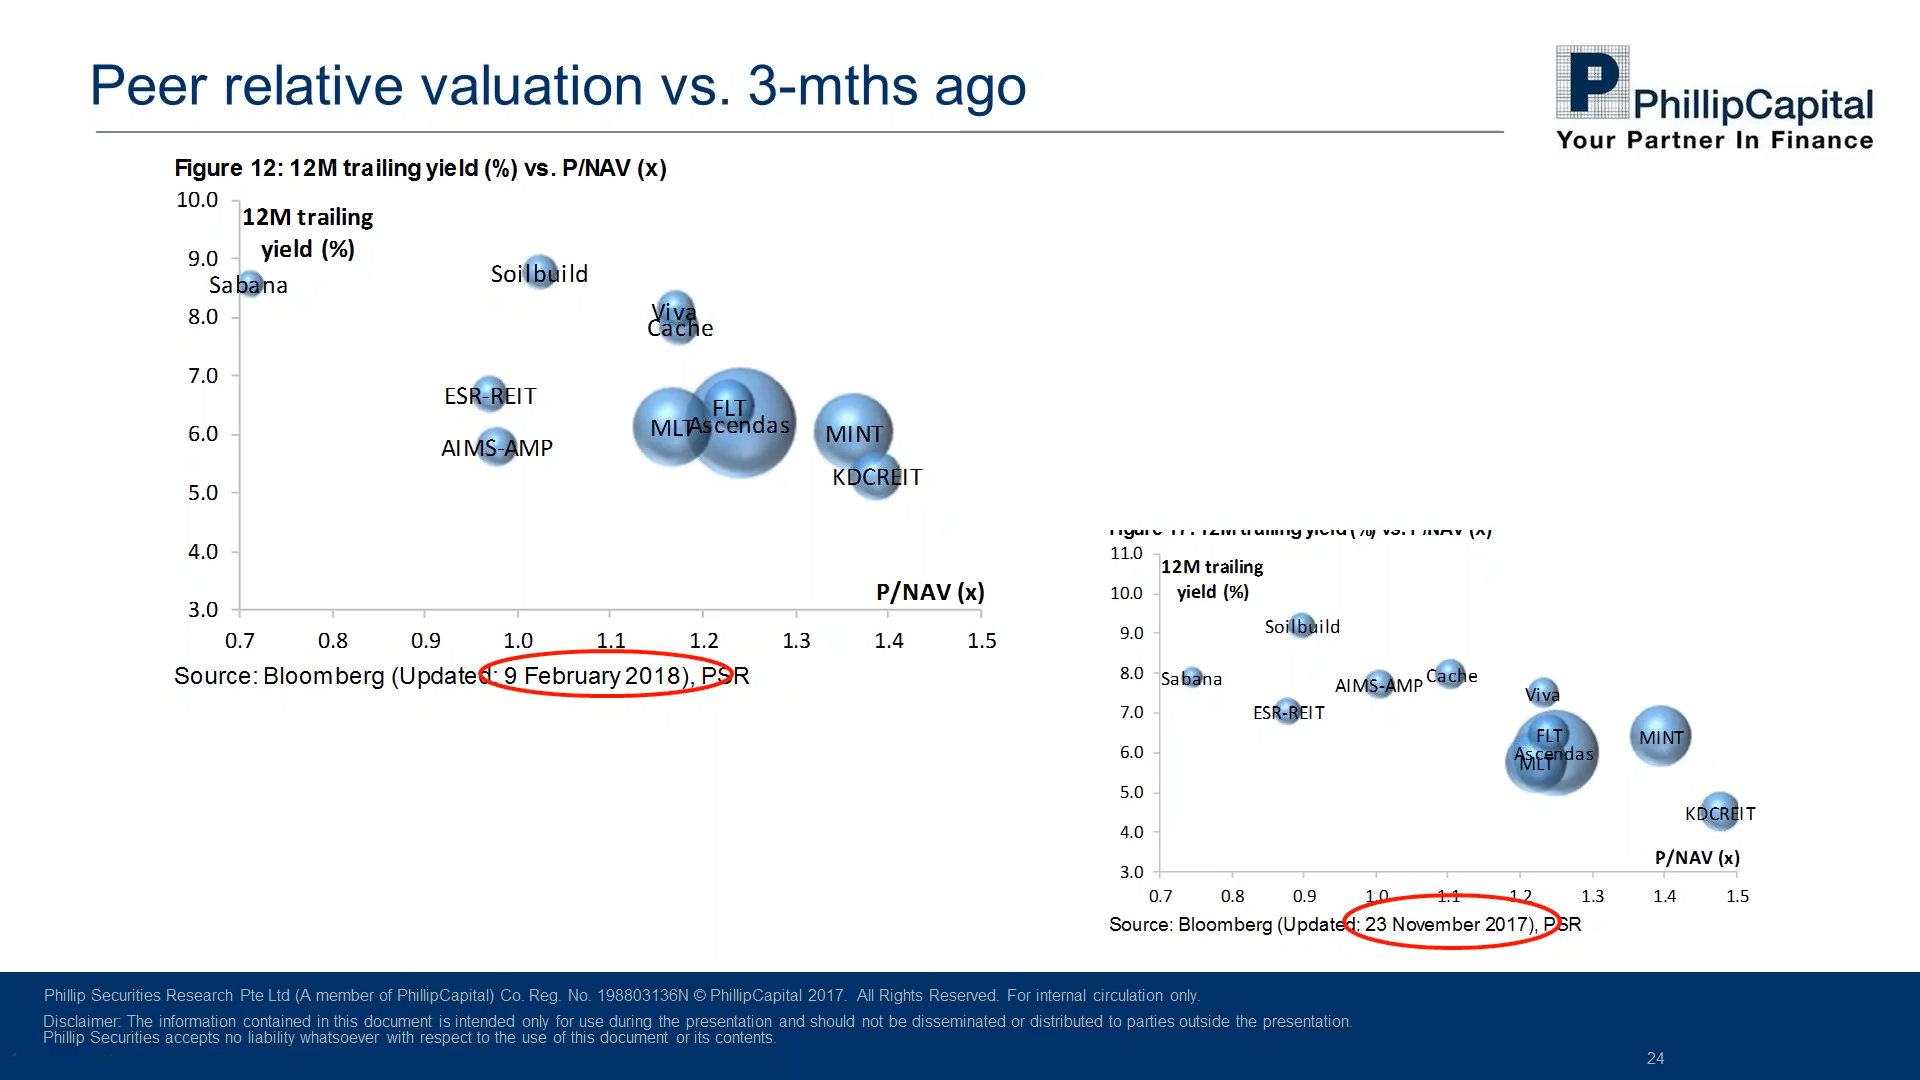 Peer relative valuation vs. 3-mths ago
P
PhillipCapital
Your Partner In Finance
Figure 12: 12M trailing yield (%) vs. P/NAV (x)
10.0
12M trailing
yield (%)
9.0
Soilbuild
Sabana
8.0
Viva
Cache
7.0
ESR-REIT
FLT
Ascendas
MLT
6.0
MINT
AIMS-AMP
KDCREIT
5.0
4.0
P/NAV (x)
3.0
0.7 0.8 0.9 1.0 1.1 1.2 1.3 1.4 1.5
Source: Bloomberg (Updated: 9 February 2018), PSR
Figure 17: 12M trailing yield (%) vs. P/NAV (x)
11.0
12M trailing
yield (%)
10.0
Soilbuild
9.0
8.0
Sabana
Cache
AIMS-AMP
Viva
7.0
ESR-REIT
FLT
MINT
6.0
Ascendas
MLT
5.0
KDCREIT
4.0
P/NAV (x)
3.0
0.7 0.8 0.9 1.0 1.1 1.2 1.3 1.4 1.5
Source: Bloomberg (Updated: 23 November 2017), PSR
Phillip Securities Research Pte Ltd (A member of PhillipCapital) Co. Reg. No. 198803136N © PhillipCapital 2017. All Rights Reserved. For internal circulation only.
Disclaimer: The information contained in this document is intended only for use during the presentation and should not be disseminated or distributed to parties outside the presentation.
Phillip Securities accepts no liability whatsoever with respect to the use of this document or its contents.
24